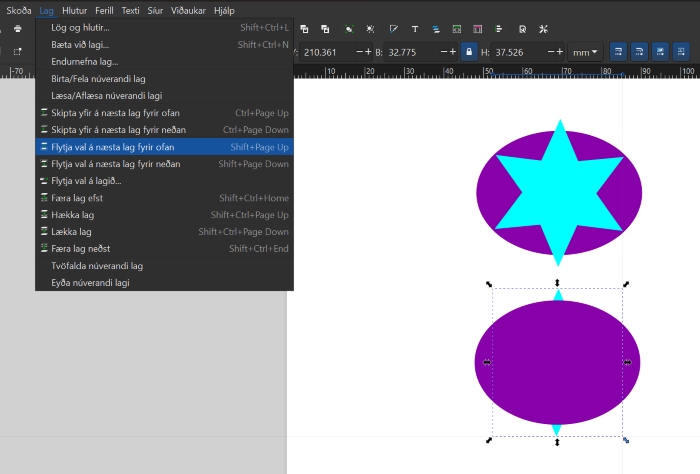 Skoða Lag Hlutur Ferill Texti Síur Viðaukar Hjálp
Y: 210.361 B: 32.775 H: 37.526 mm
-70 10 20 30 40 50 60 70 80 90 100
Lög og hlutir... Shift+Ctrl+L
Bæta við lagi... Shift+Ctrl+N
Endurnefna lag...
Birta/Fela núverandi lag
Læsa/Aflæsa núverandi lagi
Skipta yfir á næsta lag fyrir ofan Ctrl+Page Up
Skipta yfir á næsta lag fyrir neðan Ctrl+Page Down
Flytja val á næsta lag fyrir ofan Shift+Page Up
Flytja val á næsta lag fyrir neðan Shift+Page Down
Flytja val á lagið...
Færa lag efst Shift+Ctrl+Home
Hækka lag Shift+Ctrl+Page Up
Lækka lag Shift+Ctrl+Page Down
Færa lag neðst Shift+Ctrl+End
Tvöfalda núverandi lag
Eyða núverandi lagi